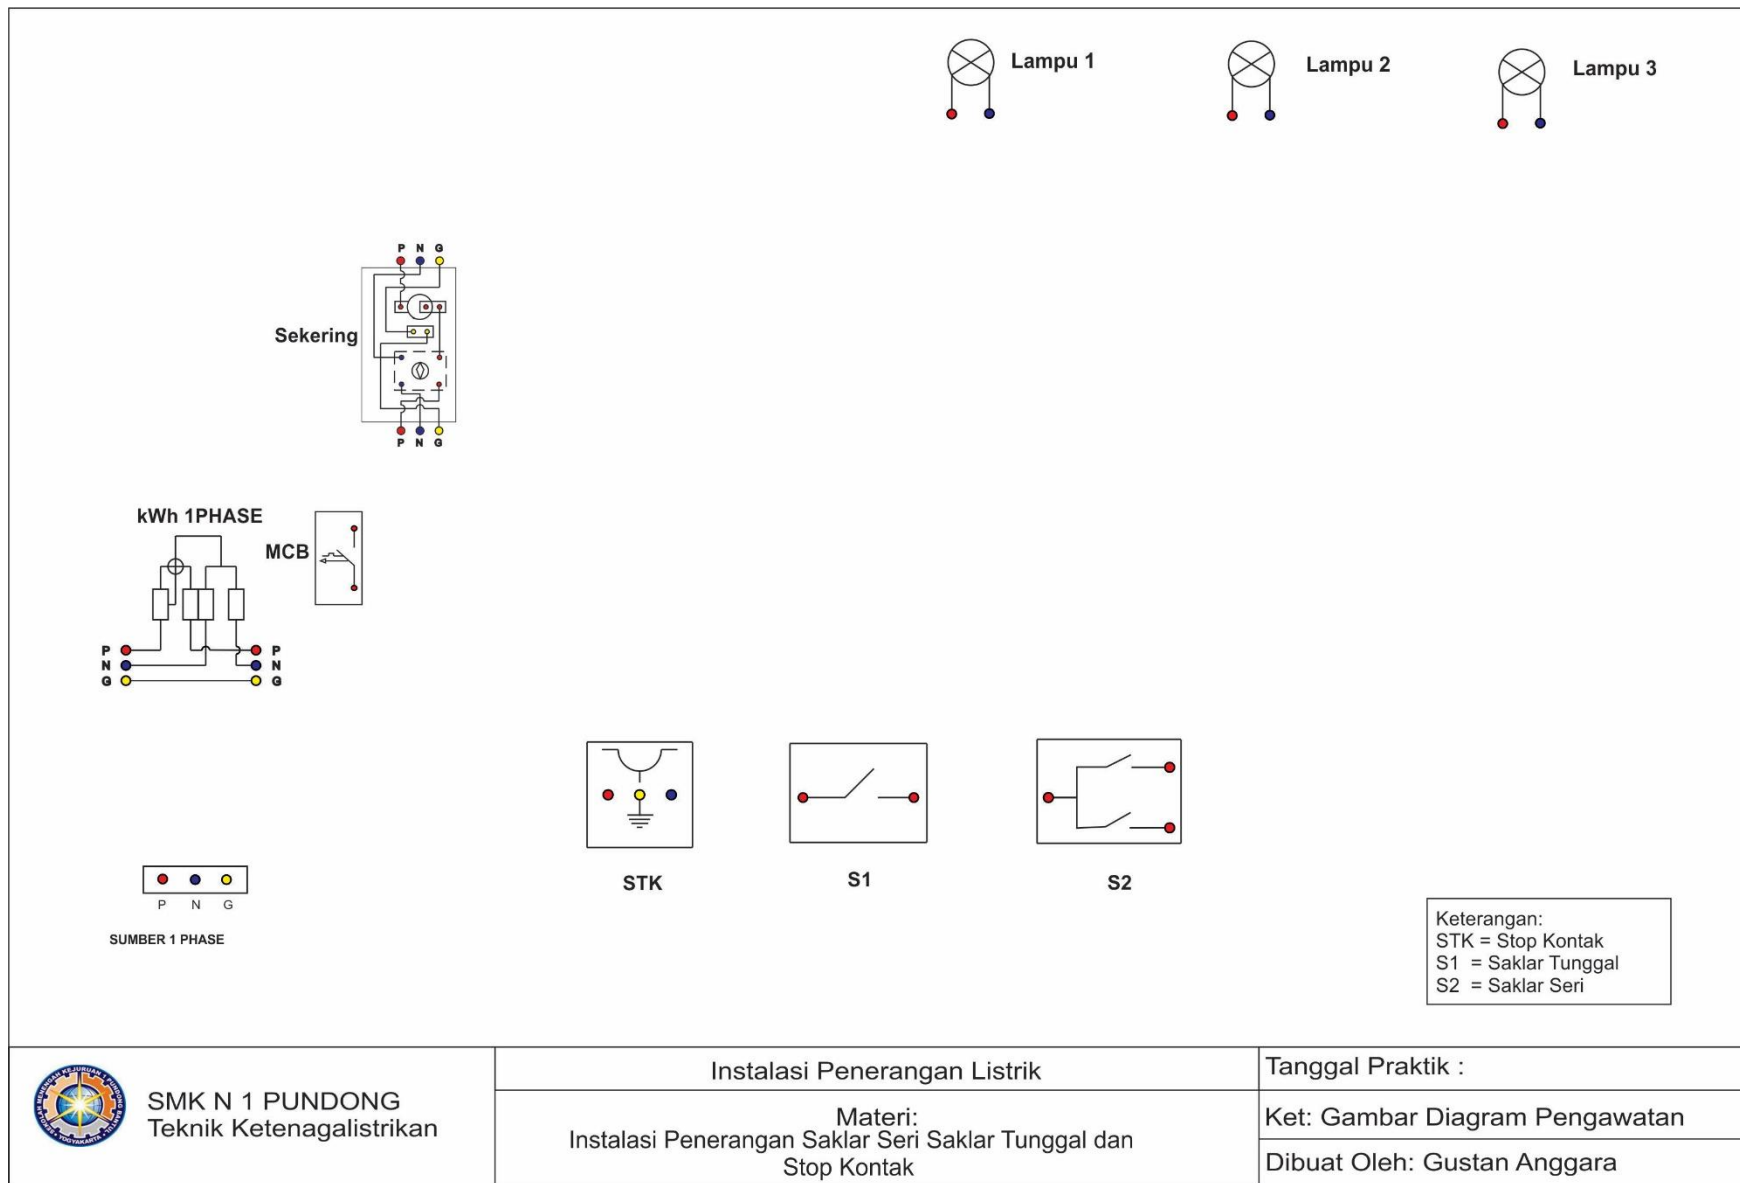 Lampu 1
Lampu 2
Lampu 3
P N G
Sekering
P N G
kWh 1PHASE
MCB
P P
N N
G G
STK
S1
S2
P N G
SUMBER 1 PHASE
Keterangan:
STK = Stop Kontak
S1 = Saklar Tunggal
S2 = Saklar Seri
SMK N 1 PUNDONG
Teknik Ketenagalistrikan
Instalasi Penerangan Listrik
Materi:
Instalasi Penerangan Saklar Seri Saklar Tunggal dan
Stop Kontak
Tanggal Praktik :
Ket: Gambar Diagram Pengawatan
Dibuat Oleh: Gustan Anggara